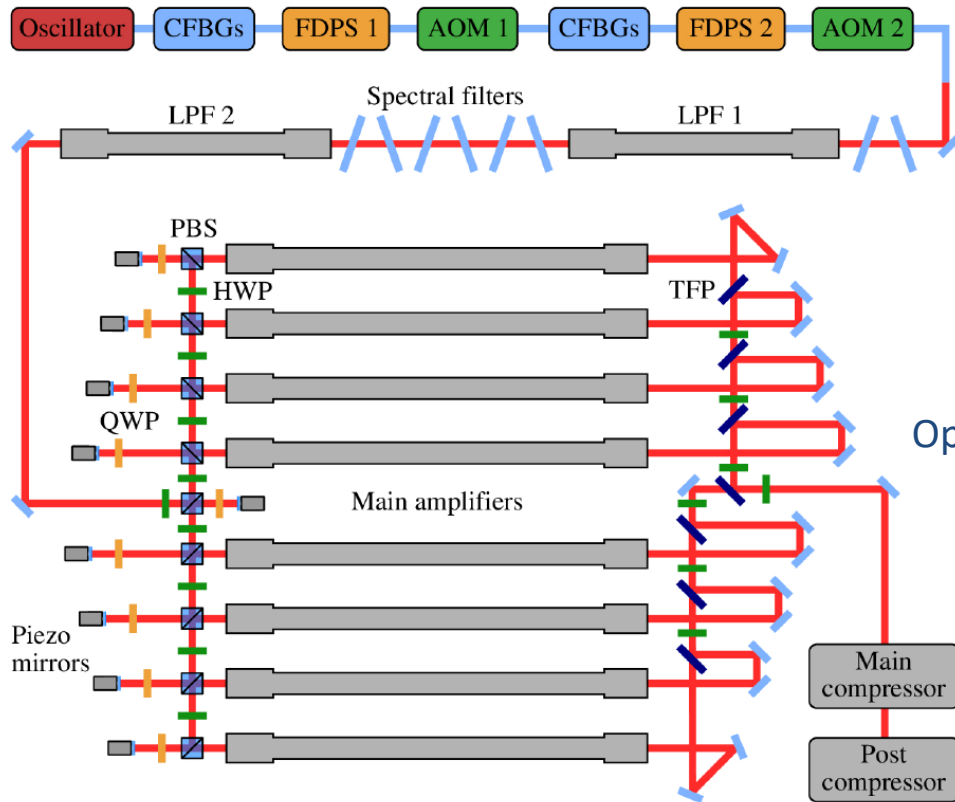 Oscillator
CFBGs
FDPS 1
AOM 1
CFBGs
FDPS 2
AOM 2
Spectral filters
LPF 2
LPF 1
PBS
HWP
TFP
QWP
Op
Main amplifiers
Piezo
mirrors
Main
compressor
Post
compressor